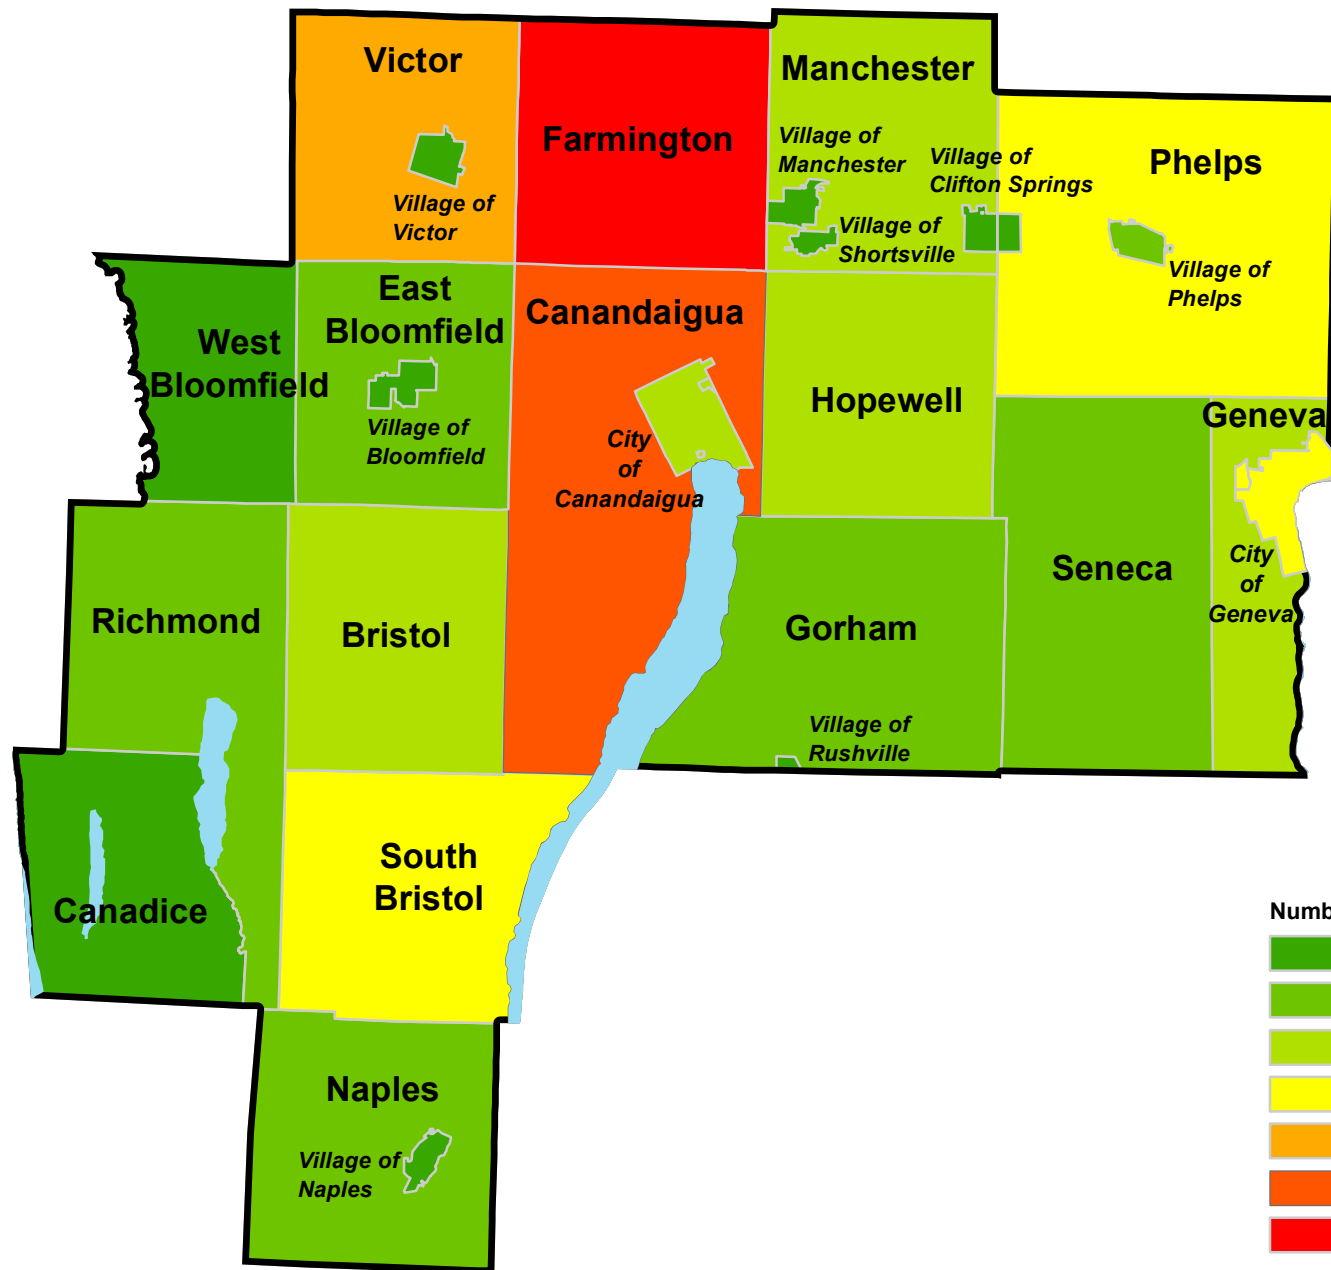 Victor
Farmington
Manchester
Phelps
Village of
Manchester
Village of
Clifton Springs
Village of
Victor
Village of
Shortsville
Village of
Phelps
East
Bloomfield
Canandaigua
West
Bloomfield
Hopewell
Geneva
Village of
Bloomfield
City
of
Canandaigua
Seneca
City
of
Geneva
Richmond
Bristol
Gorham
Village of
Rushville
South
Bristol
Canadice
Numb
Naples
Village of
Naples